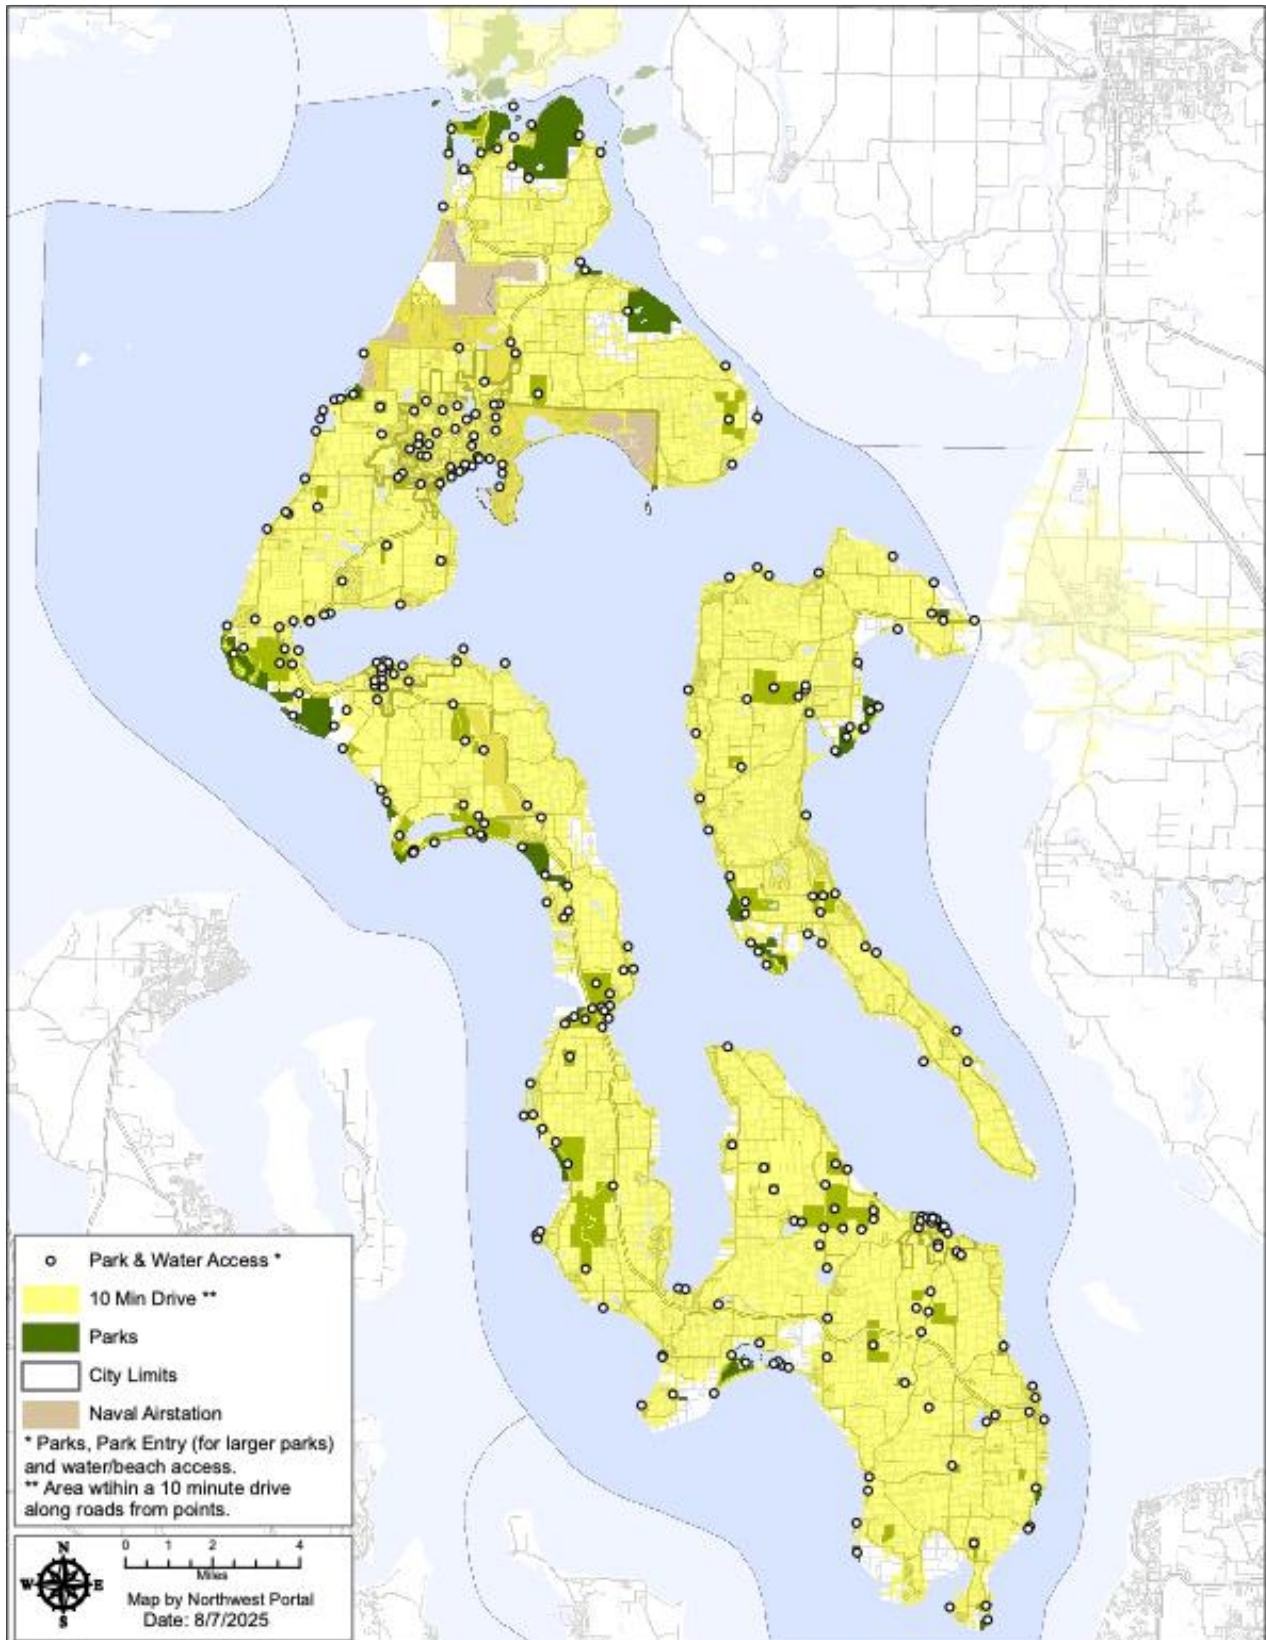 Park & Water Access *
10 Min Drive **
Parks
City Limits
Naval Airstation
* Parks, Park Entry (for larger parks)
and water/beach access.
** Area wtihin a 10 minute drive
along roads from points.
N
W E
S
0 1 2 4
Miles
Map by Northwest Portal
Date: 8/7/2025